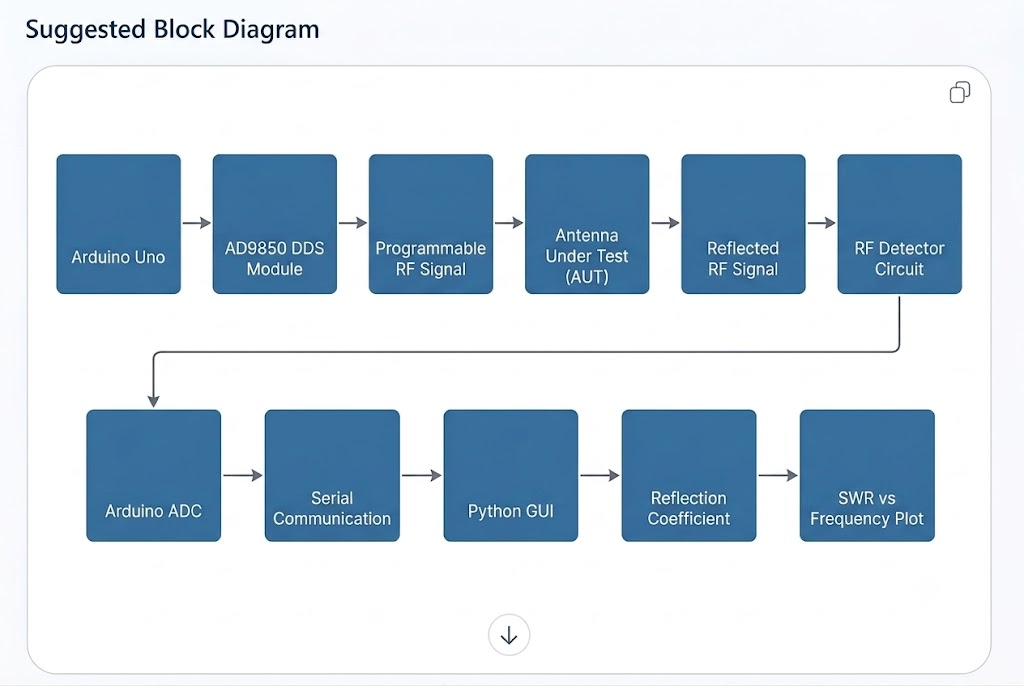 Suggested Block Diagram
Arduino Uno
AD9850 DDS
Module
Programmable
RF Signal
Antenna
Under Test
(AUT)
Reflected
RF Signal
RF Detector
Circuit
Arduino ADC
Serial
Communication
Python GUI
Reflection
Coefficient
SWR vs
Frequency Plot